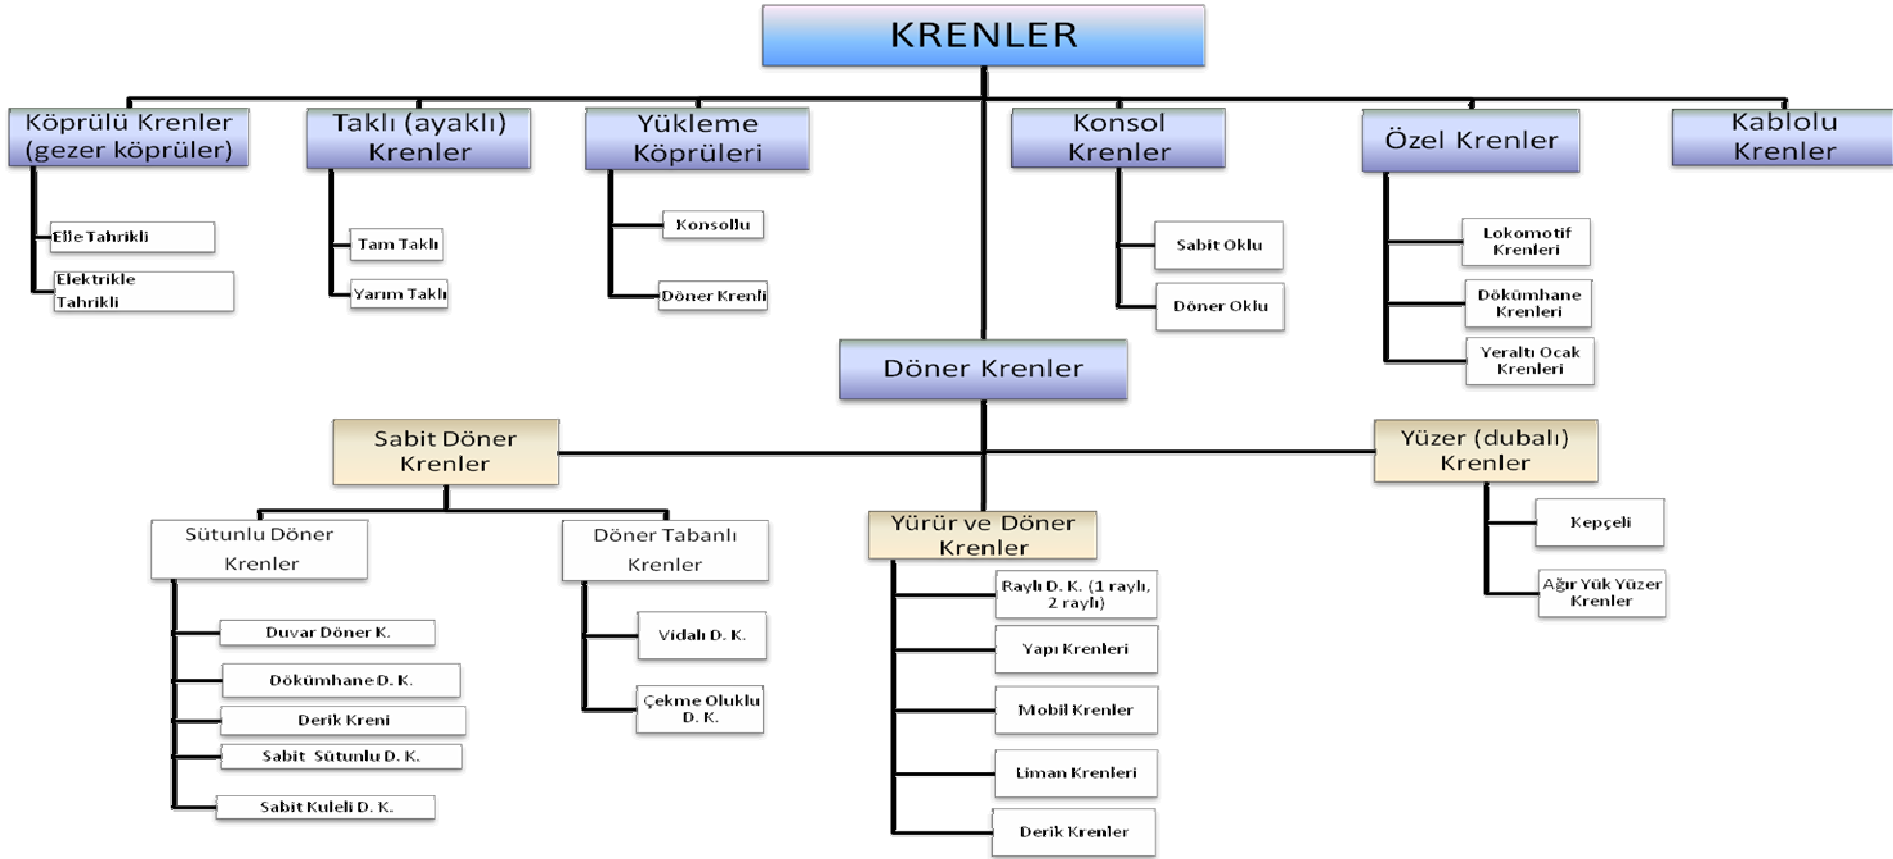 KRENLER
Köprülü Krenler
(gezer köprüler)
Elle Tahrikli
Elektrikle
Tahrikli
Taklı (ayaklı)
Krenler
Tam Taklı
Yarım Taklı
Yükleme
Köprüleri
Konsollu
Döner Krenli
Konsol
Krenler
Sabit Oklu
Döner Oklu
Özel Krenler
Lokomotif
Krenleri
Dökümhane
Krenleri
Yeraltı Ocak
Krenleri
Kablolu
Krenler
Döner Krenler
Sabit Döner
Krenler
Sütunlu Döner
Krenler
Duvar Döner K.
Dökümhane D. K.
Derik Kreni
Sabit Sütunlu D. K.
Sabit Kuleli D. K.
Döner Tabanlı
Krenler
Vidalı D. K.
Çekme Oluklu
D. K.
Yürür ve Döner
Krenler
Raylı D. K. (1 raylı,
2 raylı)
Yapı Krenleri
Mobil Krenler
Liman Krenleri
Derik Krenler
Yüzer (dubalı)
Krenler
Kepçeli
Ağır Yük Yüzer
Krenler